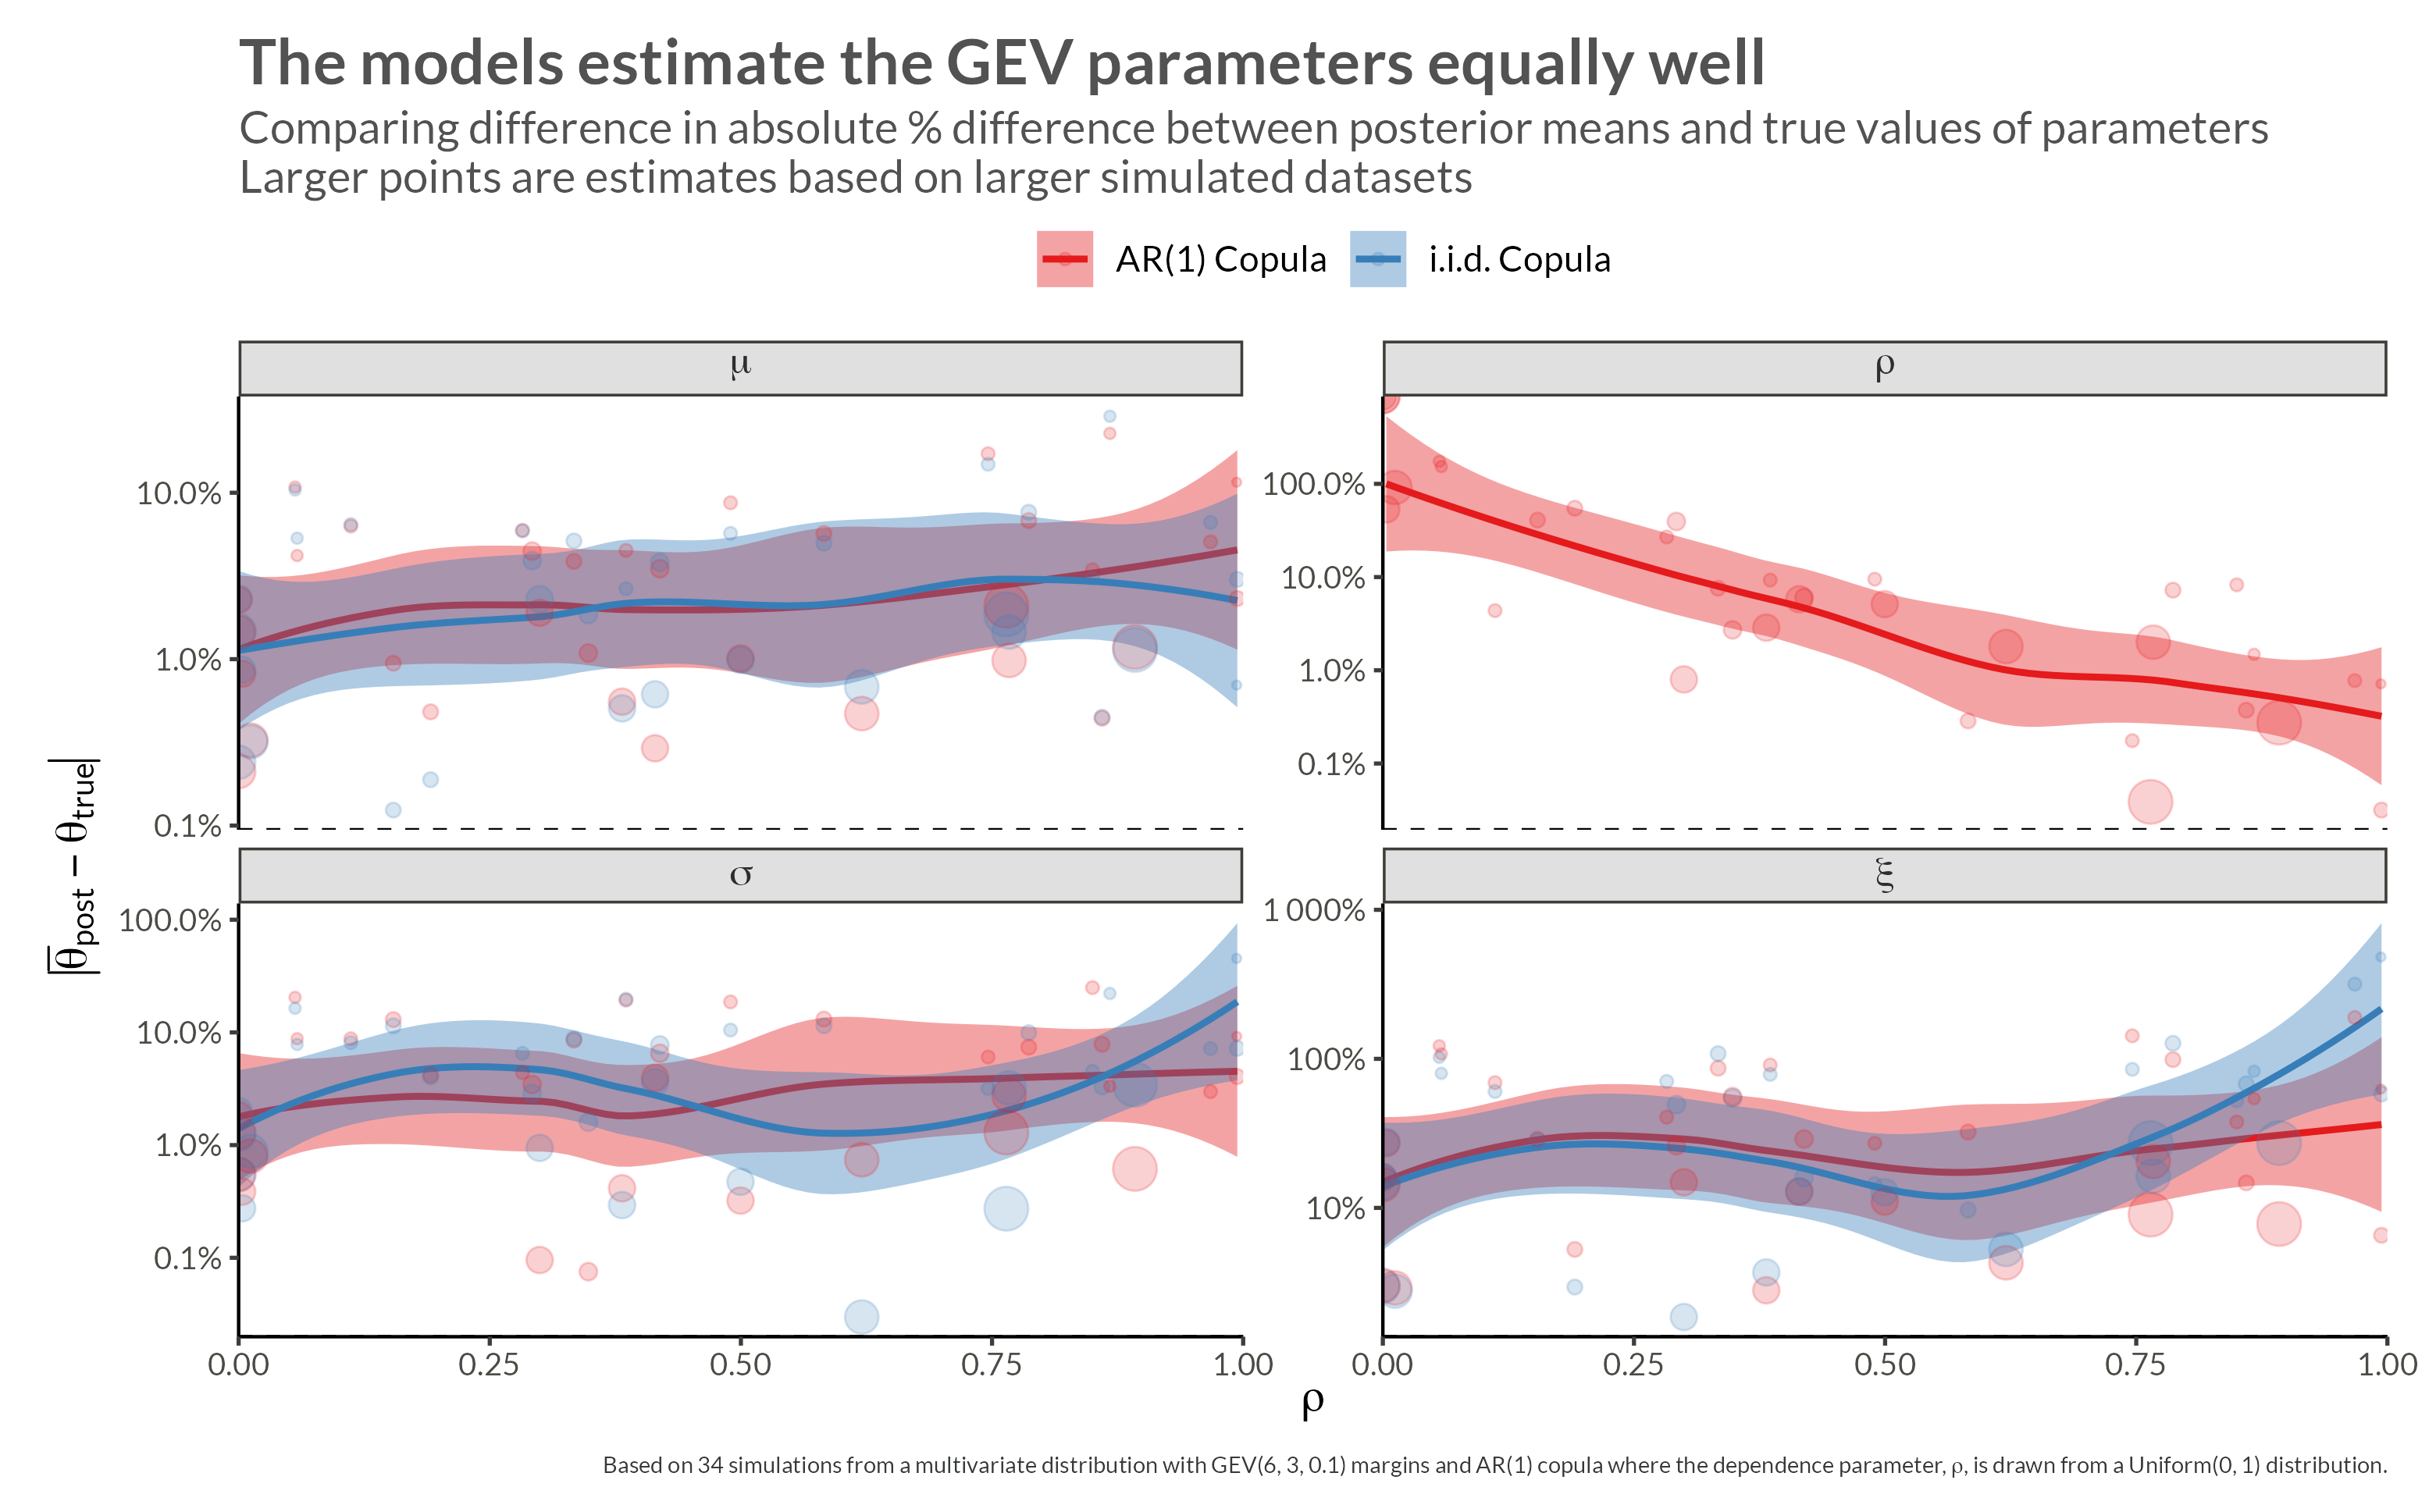 The models estimate the GEV parameters equally well
Comparing difference in absolute % difference between posterior means and true values of parameters
Larger points are estimates based on larger simulated datasets
AR(1) Copula
i.i.d. Copula
μ
ρ
10.0%
1.0%
0.1%
100.0%
10.0%
1.0%
0.1%
|θ̅post − θtrue|
σ
ξ
100.0%
10.0%
1.0%
0.1%
1 000%
100%
10%
0.00 0.25 0.50 0.75 1.00
0.00 0.25 0.50 0.75 1.00
ρ
Based on 34 simulations from a multivariate distribution with GEV(6, 3, 0.1) margins and AR(1) copula where the dependence parameter, ρ, is drawn from a Uniform(0, 1) distribution.